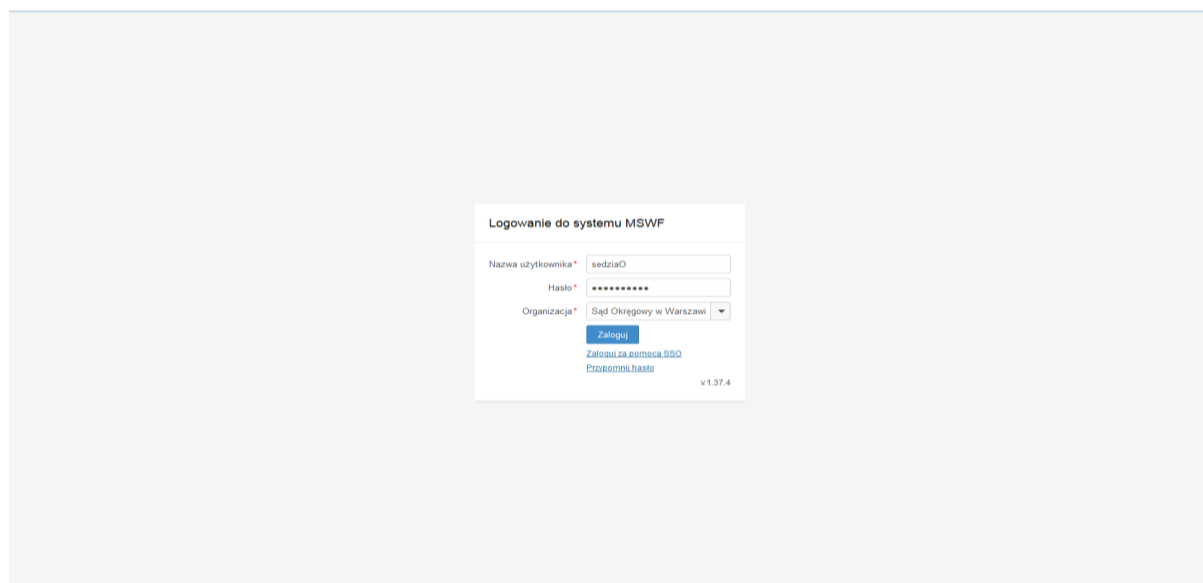 Logowanie do systemu MSWF
Nazwa użytkownika* sedziaO
Hasło* ●●●●●●●●●●
Organizacja* Sąd Okręgowy w Warszawi
Zaloguj
Zaloguj za pomocą SSO
Przypomnij hasło
v.1.37.4